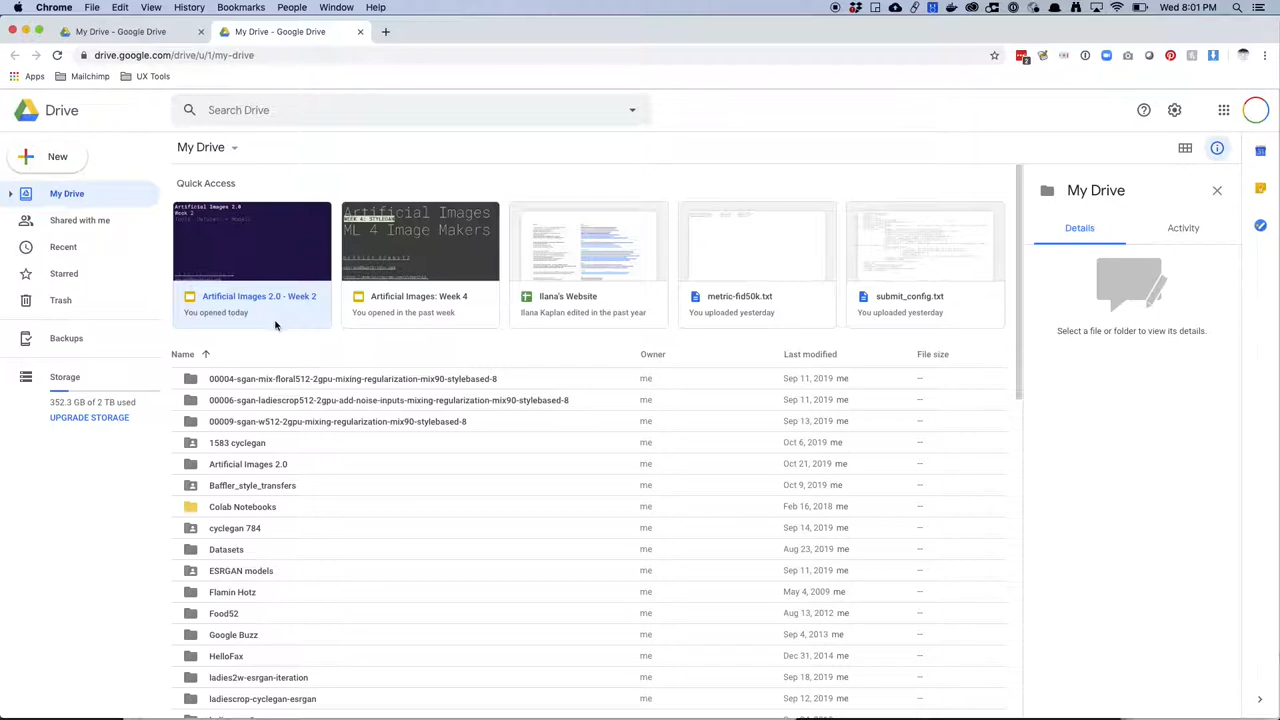 Chrome File Edit View History Bookmarks People Window Help Wed 8:01 PM
My Drive - Google Drive My Drive - Google Drive
drive.google.com/drive/u/1/my-drive
Apps Mailchimp UX Tools
Drive Search Drive
New My Drive
My Drive
Shared with me
Recent
Starred
Trash
Backups
Storage
352.3 GB of 2 TB used
UPGRADE STORAGE
Quick Access
Artificial Images 2.0
Week 2
Artificial Images
WEEK 4: STYLEGAN
ML 4 Image Makers
Artificial Images 2.0 - Week 2
You opened today
Artificial Images: Week 4
You opened in the past week
Ilana's Website
Ilana Kaplan edited in the past year
metric-fid50k.txt
You uploaded yesterday
submit_config.txt
You uploaded yesterday
Name Owner Last modified File size
00004-sgan-mix-floral512-2gpu-mixing-regularization-mix90-stylebased-8 me Sep 11, 2019 me –
00006-sgan-ladiescrop512-2gpu-add-noise-inputs-mixing-regularization-mix90-stylebased-8 me Sep 11, 2019 me –
00009-sgan-w512-2gpu-mixing-regularization-mix90-stylebased-8 me Sep 13, 2019 me –
1583 cyclegan me Oct 6, 2019 me –
Artificial Images 2.0 me Oct 21, 2019 me –
Baffler_style_transfers me Oct 9, 2019 me –
Colab Notebooks me Feb 16, 2018 me –
cyclegan 784 me Sep 14, 2019 me –
Datasets me Aug 23, 2019 me –
ESRGAN models me Sep 11, 2019 me –
Flamin Hotz me May 4, 2009 me –
Food52 me Aug 13, 2012 me –
Google Buzz me Sep 4, 2013 me –
HelloFax me Dec 31, 2014 me –
ladies2w-esrgan-iteration me Sep 18, 2019 me –
ladiescrop-cyclegan-esrgan me Sep 12, 2019 me –
My Drive
Details Activity
Select a file or folder to view its details.